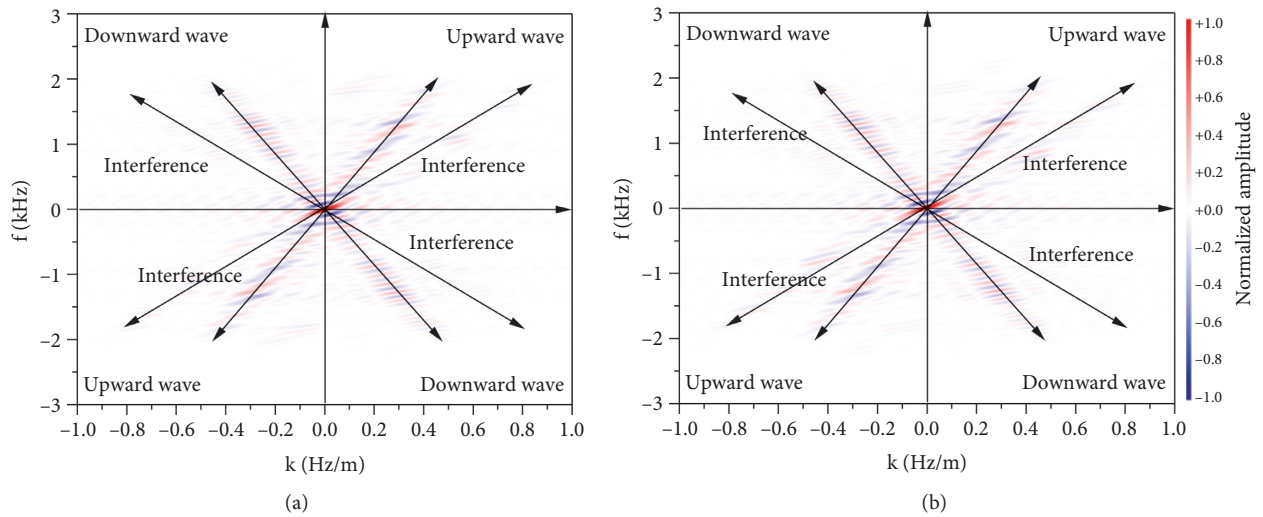 3
Downward wave
Upward wave
2
1
Interference
Interference
f (kHz)
0
Interference
Interference
–1
–2
Upward wave
Downward wave
–3
–1.0 –0.8 –0.6 –0.4 –0.2 0.0 0.2 0.4 0.6 0.8 1.0
k (Hz/m)
(a)
3
Downward wave
Upward wave
2
Interference
1
Interference
f (kHz)
0
Interference
Interference
–1
–2
Upward wave
Downward wave
–3
–1.0 –0.8 –0.6 –0.4 –0.2 0.0 0.2 0.4 0.6 0.8 1.0
k (Hz/m)
(b)
+1.0
+0.8
+0.6
+0.4
+0.2
+0.0
–0.2
–0.4
–0.6
–0.8
–1.0
Normalized amplitude